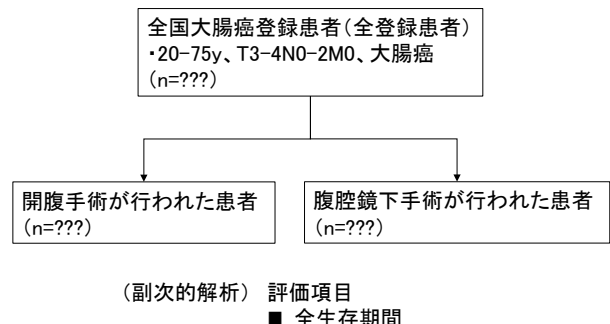 全国大腸癌登録患者(全登録患者)
・20-75y、T3-4N0-2M0、大腸癌
(n=???)
開腹手術が行われた患者
(n=???)
腹腔鏡下手術が行われた患者
(n=???)
(副次的解析) 評価項目
■ 全生存期間